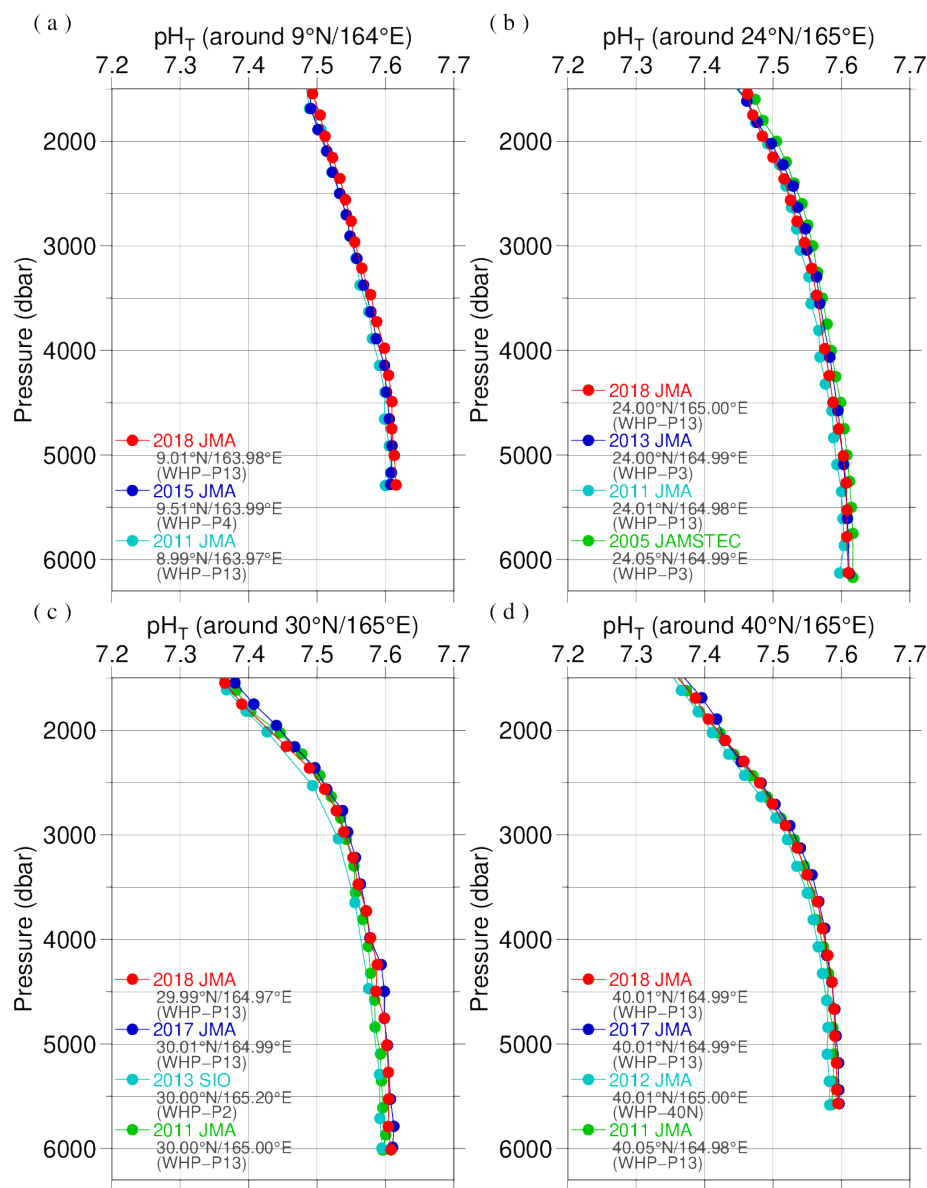 ( a )
pH_T (around 9°N/164°E)
7.2 7.3 7.4 7.5 7.6 7.7
Pressure (dbar)
2000
3000
4000
5000
6000
2018 JMA
9.01°N/163.98°E
(WHP−P13)
2015 JMA
9.51°N/163.99°E
(WHP−P4)
2011 JMA
8.99°N/163.97°E
(WHP−P13)
( b )
pH_T (around 24°N/165°E)
7.2 7.3 7.4 7.5 7.6 7.7
Pressure (dbar)
2000
3000
4000
5000
6000
2018 JMA
24.00°N/165.00°E
(WHP−P13)
2013 JMA
24.00°N/164.99°E
(WHP−P3)
2011 JMA
24.01°N/164.98°E
(WHP−P13)
2005 JAMSTEC
24.05°N/164.99°E
(WHP−P3)
( c )
pH_T (around 30°N/165°E)
7.2 7.3 7.4 7.5 7.6 7.7
Pressure (dbar)
2000
3000
4000
5000
6000
2018 JMA
29.99°N/164.97°E
(WHP−P13)
2017 JMA
30.01°N/164.99°E
(WHP−P13)
2013 SIO
30.00°N/165.20°E
(WHP−P2)
2011 JMA
30.00°N/165.00°E
(WHP−P13)
( d )
pH_T (around 40°N/165°E)
7.2 7.3 7.4 7.5 7.6 7.7
Pressure (dbar)
2000
3000
4000
5000
6000
2018 JMA
40.01°N/164.99°E
(WHP−P13)
2017 JMA
40.01°N/164.99°E
(WHP−P13)
2012 JMA
40.01°N/165.00°E
(WHP−40N)
2011 JMA
40.05°N/164.98°E
(WHP−P13)